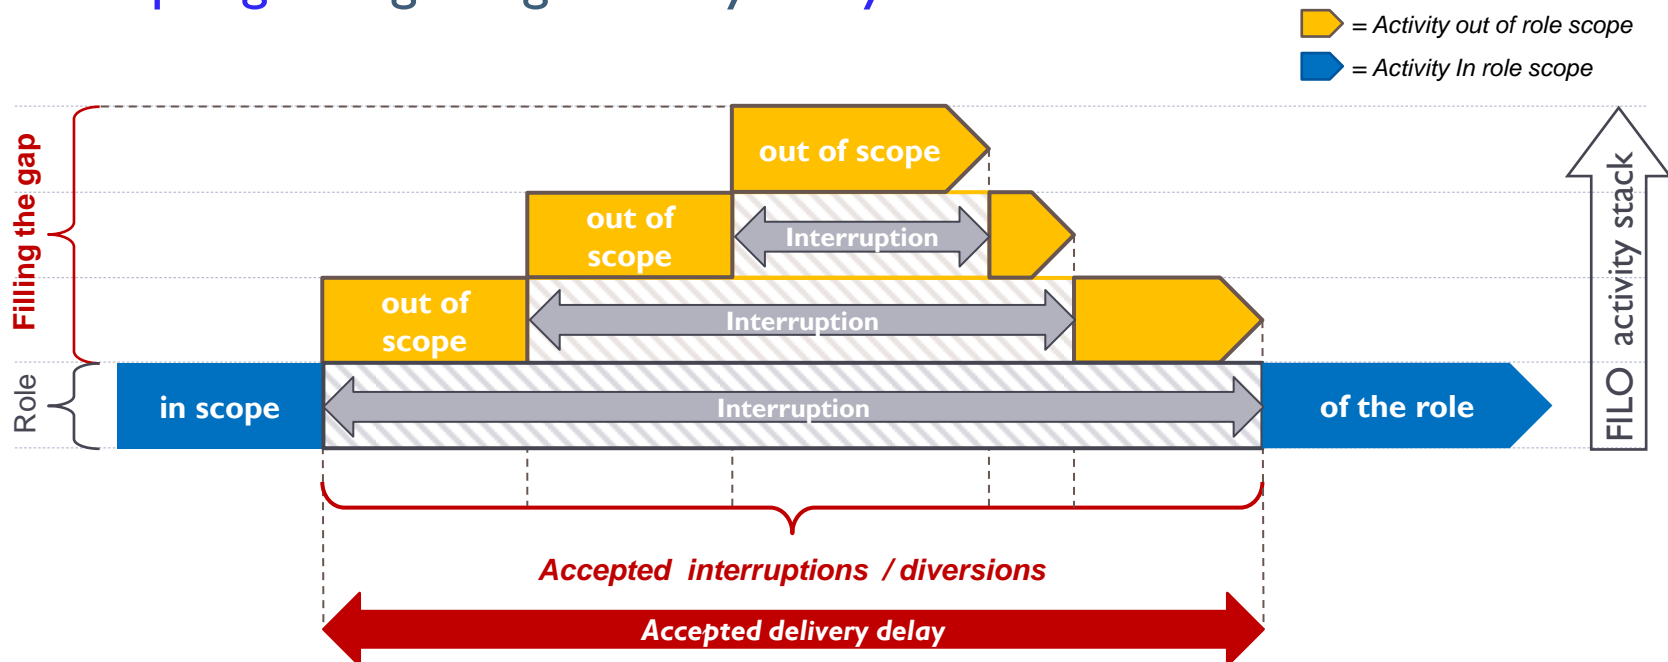 = Activity out of role scope
= Activity In role scope
Filling the gap
Role
out of scope
out of
scope
Interruption
out of
scope
Interruption
in scope
Interruption
of the role
FILO activity stack
Accepted interruptions / diversions
Accepted delivery delay